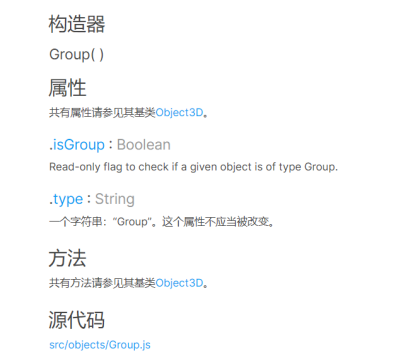 构造器
Group( )
属性
共有属性请参见其基类Object3D。
.isGroup : Boolean
Read-only flag to check if a given object is of type Group.
.type : String
一个字符串：“Group”。这个属性不应当被改变。
方法
共有方法请参见其基类Object3D。
源代码
src/objects/Group.js